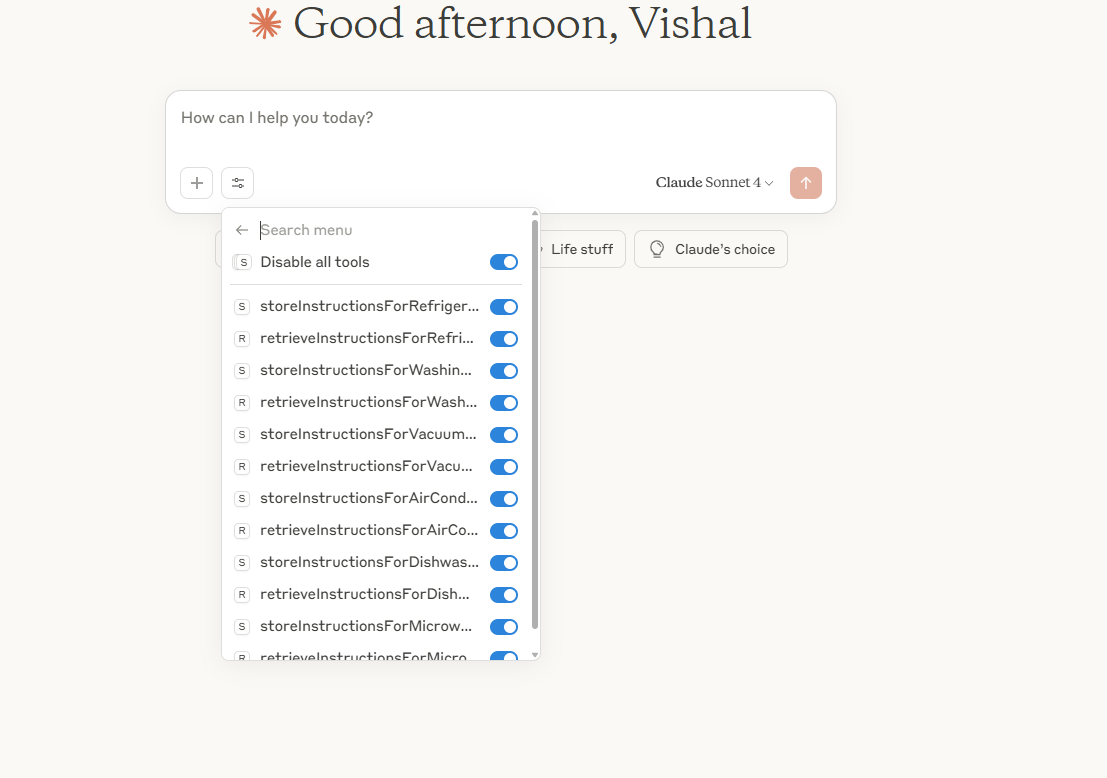 Good afternoon, Vishal
How can I help you today?
Claude Sonnet 4
Search menu
Life stuff
Claude's choice
S Disable all tools
S storeInstructionsForRefriger...
R retrieveInstructionsForRefri...
S storeInstructionsForWashin...
R retrieveInstructionsForWash...
S storeInstructionsForVacuum...
R retrieveInstructionsForVacu...
S storeInstructionsForAirCond...
R retrieveInstructionsForAirCo...
S storeInstructionsForDishwas...
R retrieveInstructionsForDish...
S storeInstructionsForMicrow...
R retrieveInstructionsForMicro